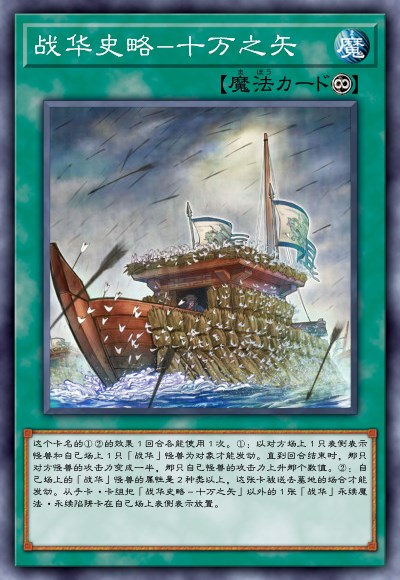 战华史略-十万之矢
魔
【魔法カード】
まほう
这个卡名的①②的效果1回合各能使用1次。①：以对方场上1只表侧表示
怪兽和自己场上1只「战华」怪兽为对象才能发动。直到回合结束时，那只
对方怪兽的攻击力变成一半，那只自己怪兽的攻击力上升那个数值。②：自
己场上的「战华」怪兽的属性是2种类以上，这张卡被送去墓地的场合才能
发动。从手卡·卡组把「战华史略-十万之矢」以外的1张「战华」永续魔
法·永续陷阱卡在自己场上表侧表示放置。